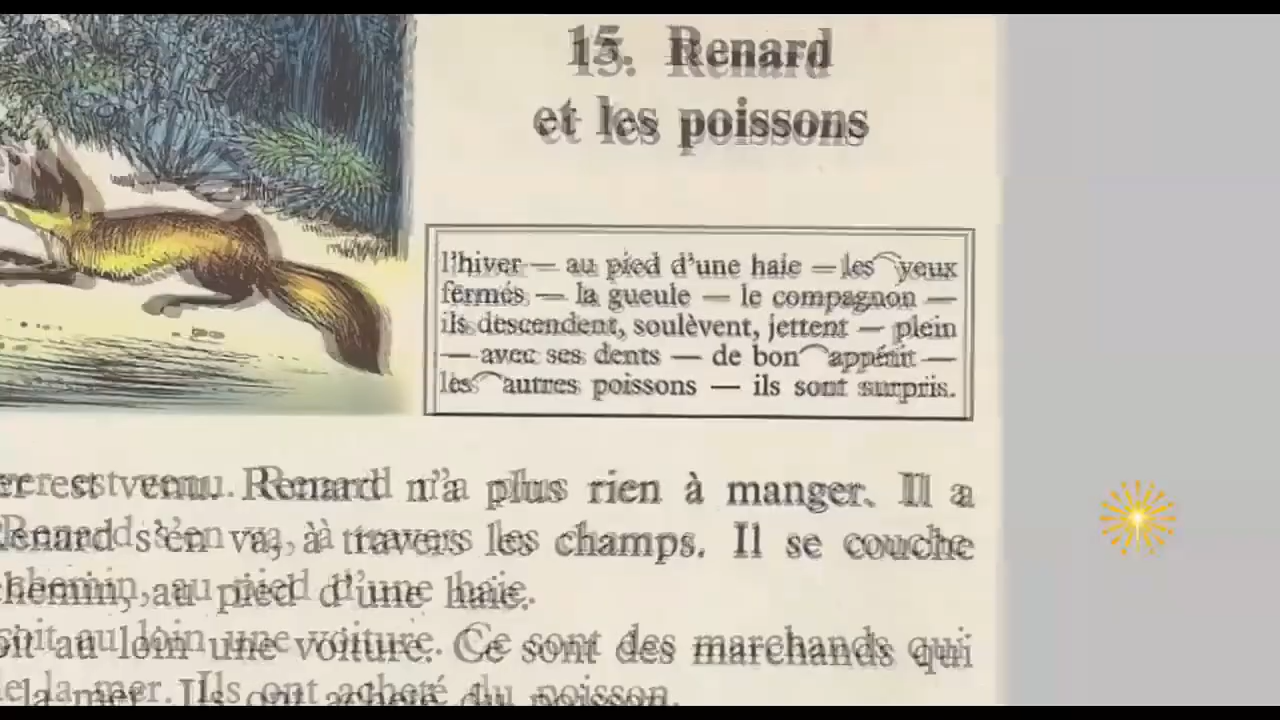 15. Renard
et les poissons
l'hiver — au pied d'une haie — les yeux
fermés — la gueule — le compagnon —
ils descendent, soulèvent, jettent — plein
— avec ses dents — de bon appétit —
les autres poissons — ils sont surpris.
est venu. Renard n'a plus rien à manger. Il a
Renard s'en va, à travers les champs. Il se couche
chemin, au pied d'une haie.
au loin une voiture. Ce sont des marchands qui
la mer. Ils ont acheté du poisson.